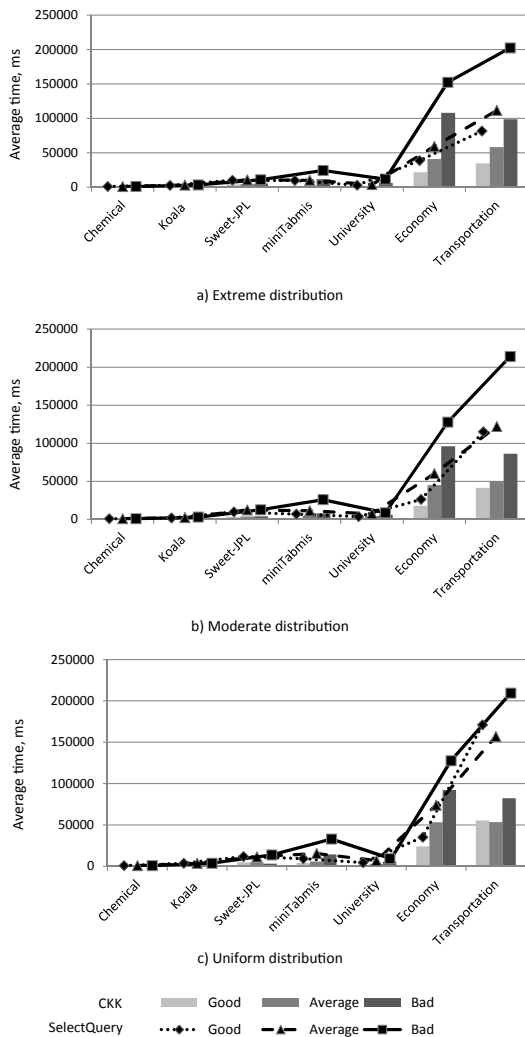 250000
200000
150000
100000
50000
0
Average time, ms
Chemical
Koala
Sweet-JPL
miniTabmis
University
Economy
Transportation
a) Extreme distribution
250000
200000
150000
100000
50000
0
Average time, ms
Chemical
Koala
Sweet-JPL
miniTabmis
University
Economy
Transportation
b) Moderate distribution
250000
200000
150000
100000
50000
0
Average time, ms
Chemical
Koala
Sweet-JPL
miniTabmis
University
Economy
Transportation
c) Uniform distribution
CKK Good Average Bad
SelectQuery Good Average Bad